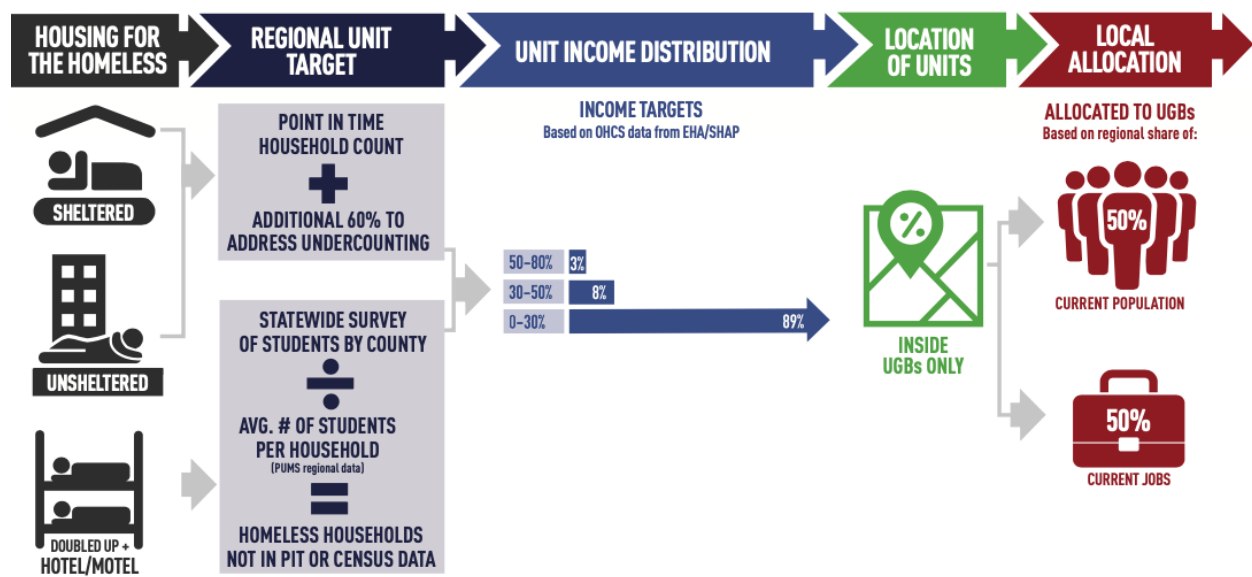 HOUSING FOR
THE HOMELESS
REGIONAL UNIT
TARGET
UNIT INCOME DISTRIBUTION
LOCATION
OF UNITS
LOCAL
ALLOCATION
SHELTERED
UNSHELTERED
DOUBLED UP +
HOTEL/MOTEL
POINT IN TIME
HOUSEHOLD COUNT
+
ADDITIONAL 60% TO
ADDRESS UNDERCOUNTING
STATEWIDE SURVEY
OF STUDENTS BY COUNTY
÷
AVG. # OF STUDENTS
PER HOUSEHOLD
(PUMS regional data)
=
HOMELESS HOUSEHOLDS
NOT IN PIT OR CENSUS DATA
INCOME TARGETS
Based on OHCS data from EHA/SHAP
50–80% 3%
30–50% 8%
0–30% 89%
%
INSIDE
UGBs ONLY
ALLOCATED TO UGBs
Based on regional share of:
50%
CURRENT POPULATION
50%
CURRENT JOBS